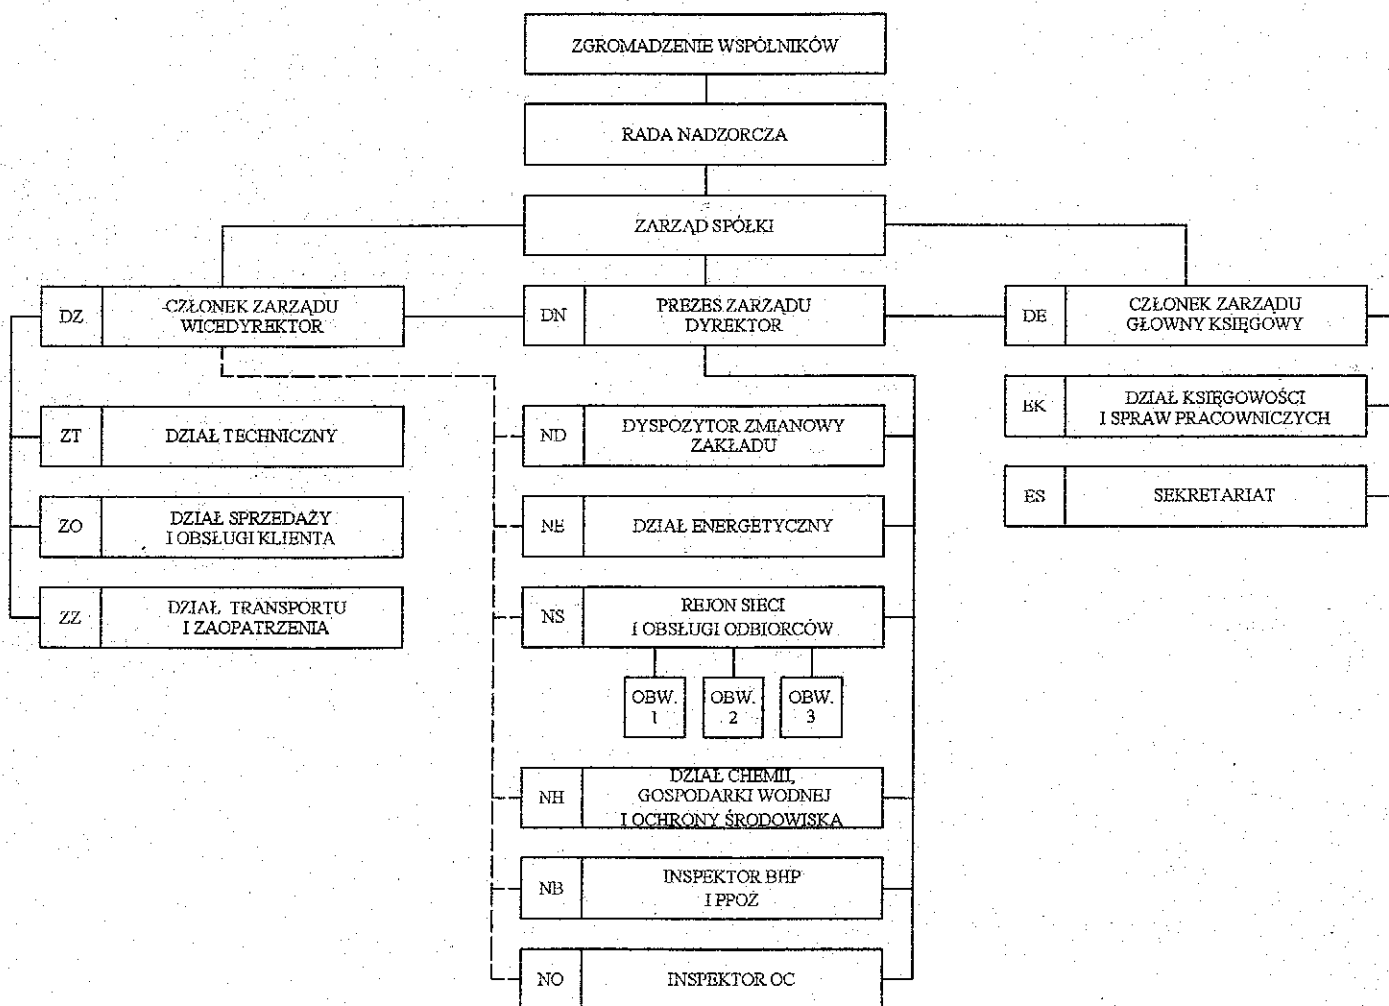 ZGROMADZENIE WSPÓLNIKÓW
RADA NADZORCZA
ZARZĄD SPÓŁKI
DZ
CZŁONEK ZARZĄDU
WICEDYREKTOR
DN
PREZES ZARZĄDU
DYREKTOR
DE
CZŁONEK ZARZĄDU
GŁOWNY KSIĘGOWY
ZT
DZIAŁ TECHNICZNY
ZO
DZIAŁ SPRZEDAŻY
I OBSŁUGI KLIENTA
ZZ
DZIAŁ TRANSPORTU
I ZAOPATRZENIA
ND
DYSPOZYTOR ZMIANOWY
ZAKŁADU
NE
DZIAŁ ENERGETYCZNY
NS
REJON SIECI
I OBSŁUGI ODBIORCÓW
OBW.
1
OBW.
2
OBW.
3
NH
DZIAŁ CHEMII,
GOSPODARKI WODNEJ
I OCHRONY ŚRODOWISKA
NB
INSPEKTOR BHP
I PPOŻ
NO
INSPEKTOR OC
EK
DZIAŁ KSIĘGOWOŚCI
I SPRAW PRACOWNICZYCH
ES
SEKRETARIAT